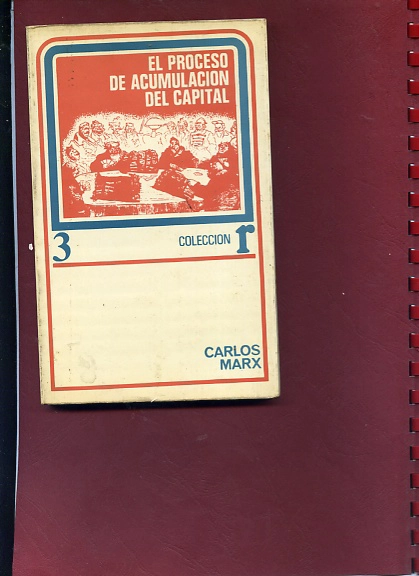 EL PROCESO
DE ACUMULACION
DEL CAPITAL
3
COLECCION r
CARLOS
MARX